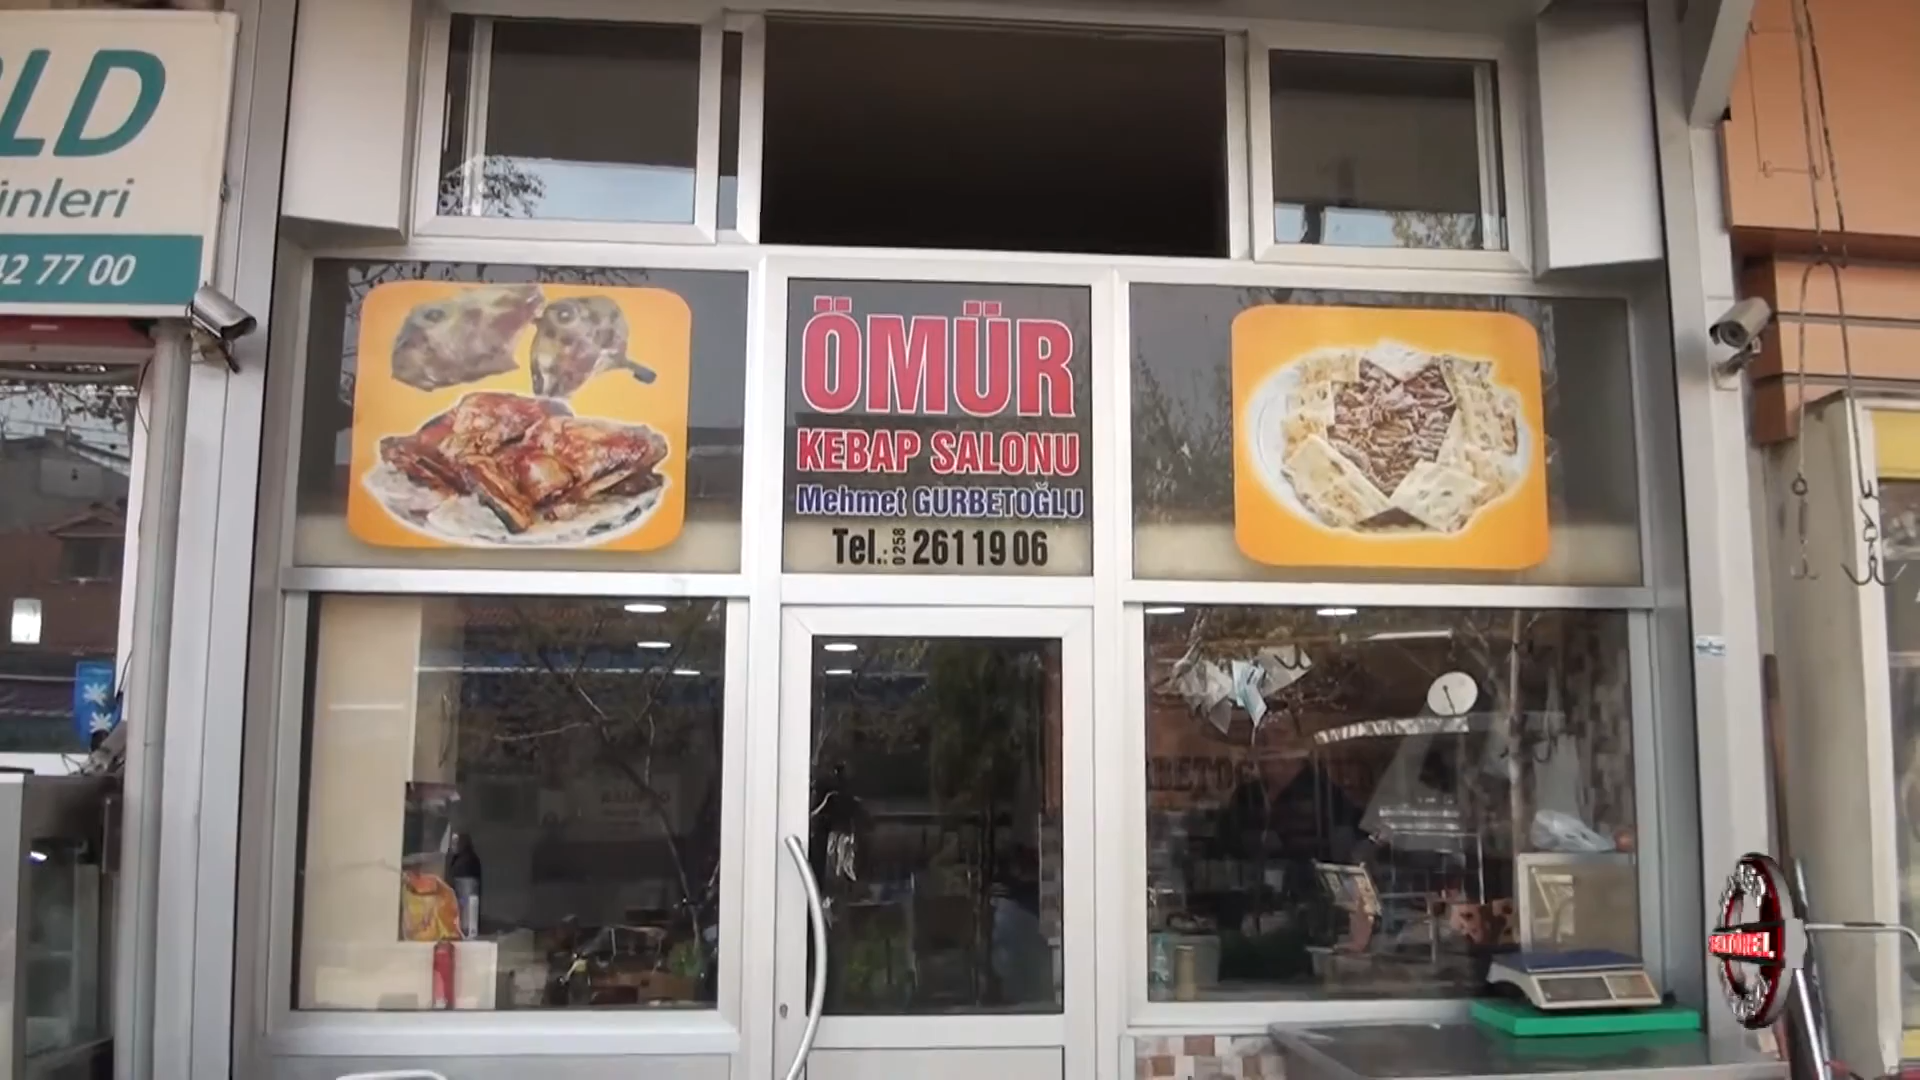 LD
inleri
42 77 00
ÖMÜR
KEBAP SALONU
Mehmet GURBETOĞLU
Tel.: 0258 261 19 06